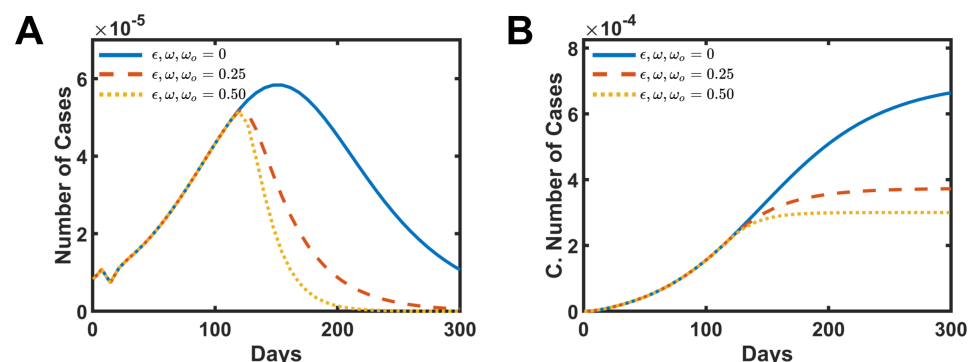 A
×10⁻⁵
Number of Cases
6
4
2
0
ϵ, ω, ωₒ = 0
ϵ, ω, ωₒ = 0.25
ϵ, ω, ωₒ = 0.50
0 100 200 300
Days
B
×10⁻⁴
C. Number of Cases
8
6
4
2
0
ϵ, ω, ωₒ = 0
ϵ, ω, ωₒ = 0.25
ϵ, ω, ωₒ = 0.50
0 100 200 300
Days